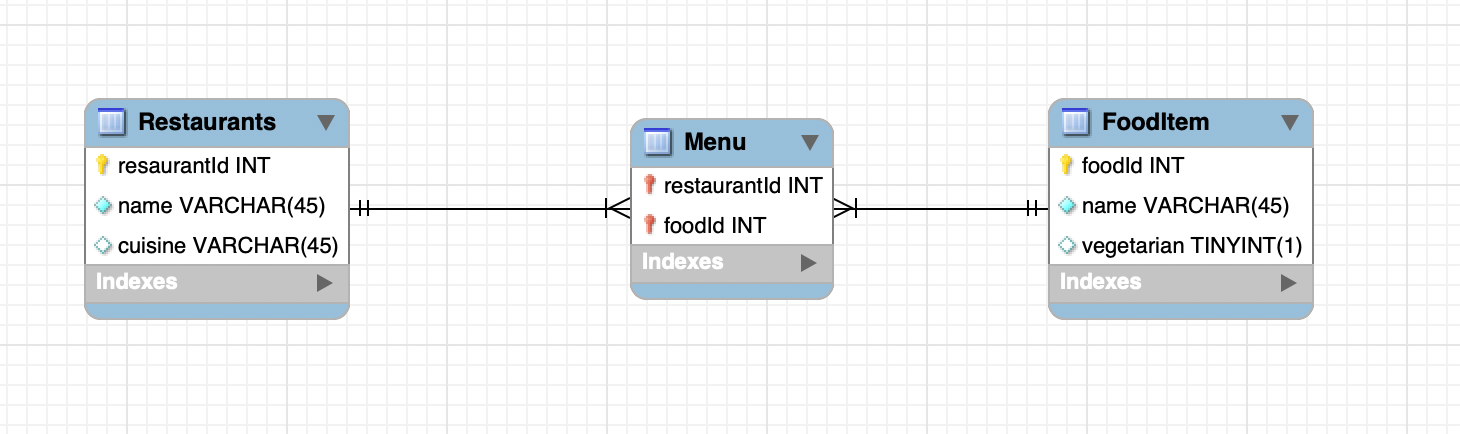 Restaurants
resaurantId INT
name VARCHAR(45)
cuisine VARCHAR(45)
Indexes
Menu
restaurantId INT
foodId INT
Indexes
FoodItem
foodId INT
name VARCHAR(45)
vegetarian TINYINT(1)
Indexes